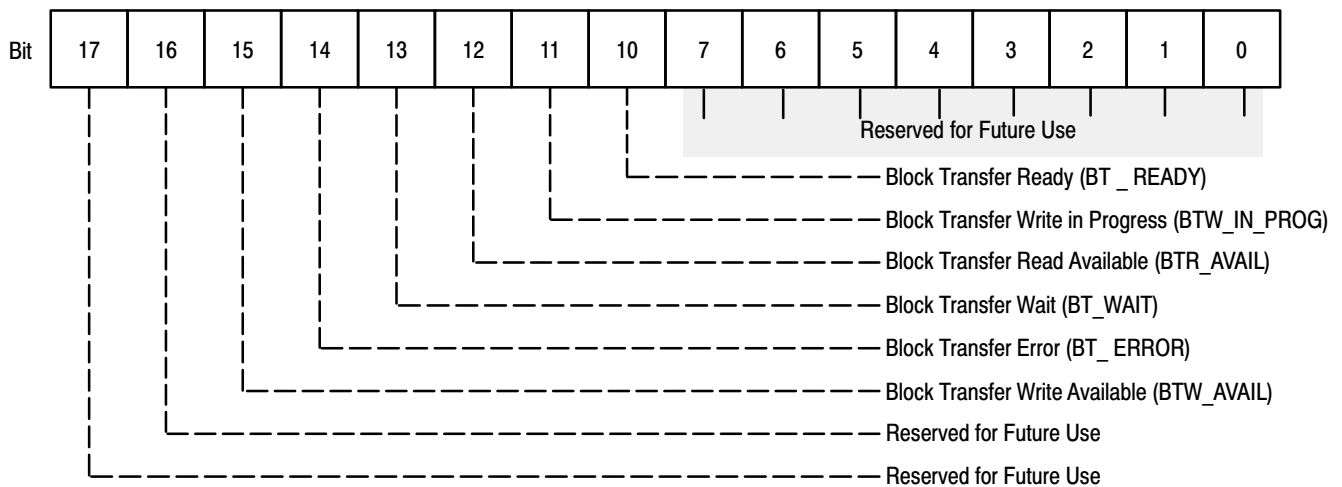 Bit 17 16 15 14 13 12 11 10 7 6 5 4 3 2 1 0
Reserved for Future Use
Block Transfer Ready (BT _ READY)
Block Transfer Write in Progress (BTW_IN_PROG)
Block Transfer Read Available (BTR_AVAIL)
Block Transfer Wait (BT_WAIT)
Block Transfer Error (BT_ ERROR)
Block Transfer Write Available (BTW_AVAIL)
Reserved for Future Use
Reserved for Future Use